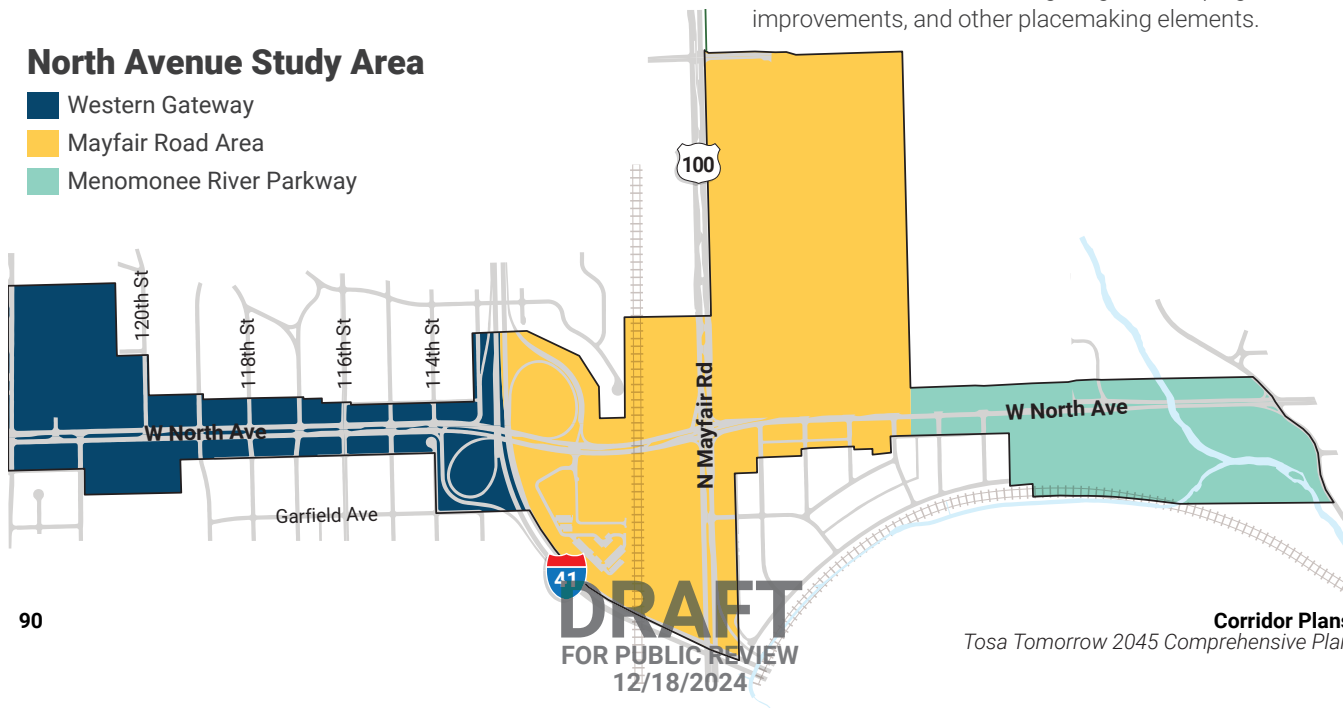 improvements, and other placemaking elements.
North Avenue Study Area
Western Gateway
Mayfair Road Area
Menomonee River Parkway
100
120th St
118th St
116th St
114th St
W North Ave
N Mayfair Rd
W North Ave
Garfield Ave
41
DRAFT
FOR PUBLIC REVIEW
12/18/2024
90
Corridor Plans
Tosa Tomorrow 2045 Comprehensive Plan